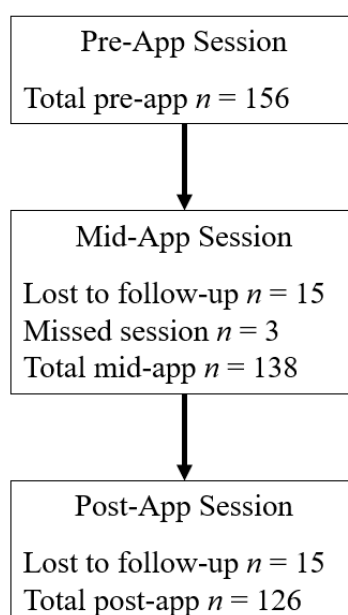 Pre-App Session
Total pre-app n = 156
Mid-App Session
Lost to follow-up n = 15
Missed session n = 3
Total mid-app n = 138
Post-App Session
Lost to follow-up n = 15
Total post-app n = 126